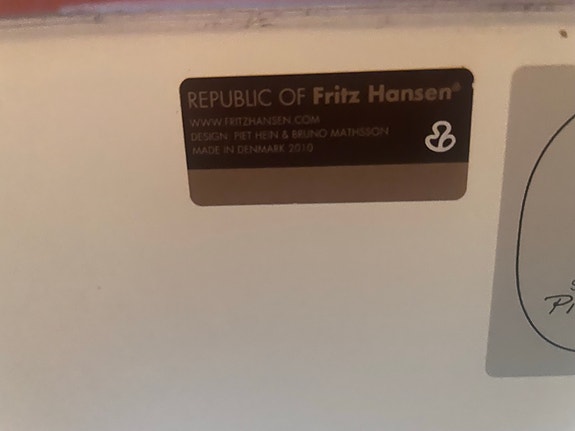 REPUBLIC OF Fritz Hansen®
WWW.FRITZHANSEN.COM
DESIGN: PIET HEIN & BRUNO MATHSSON
MADE IN DENMARK 2010